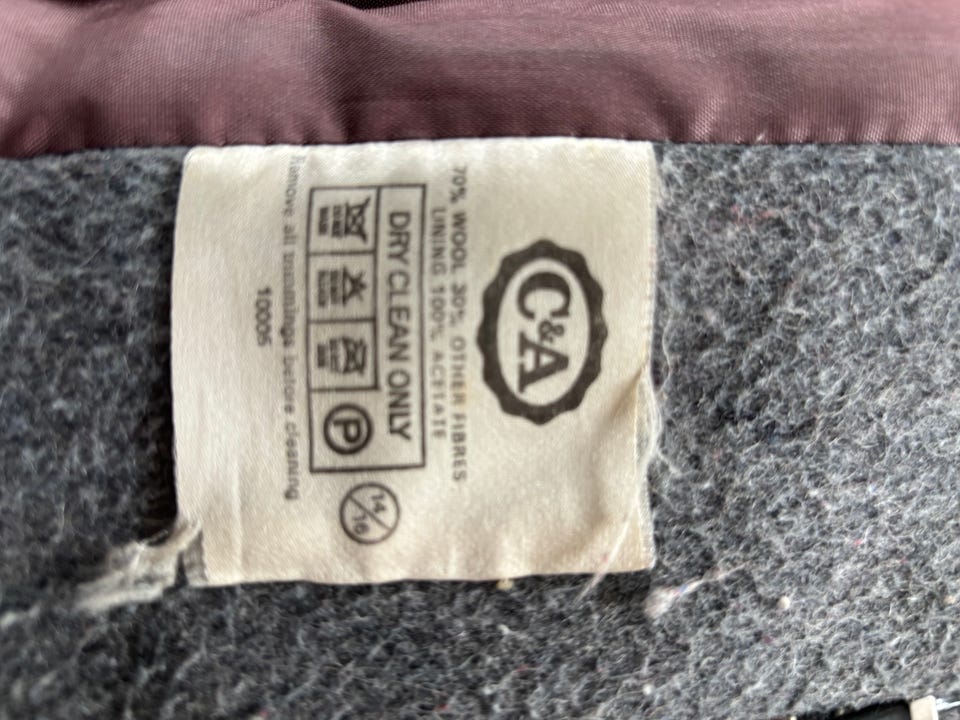 C&A
70% WOOL 30% OTHER FIBRES
LINING 100% ACETATE
DRY CLEAN ONLY
P
14/16
Remove all trimmings before cleaning
10005